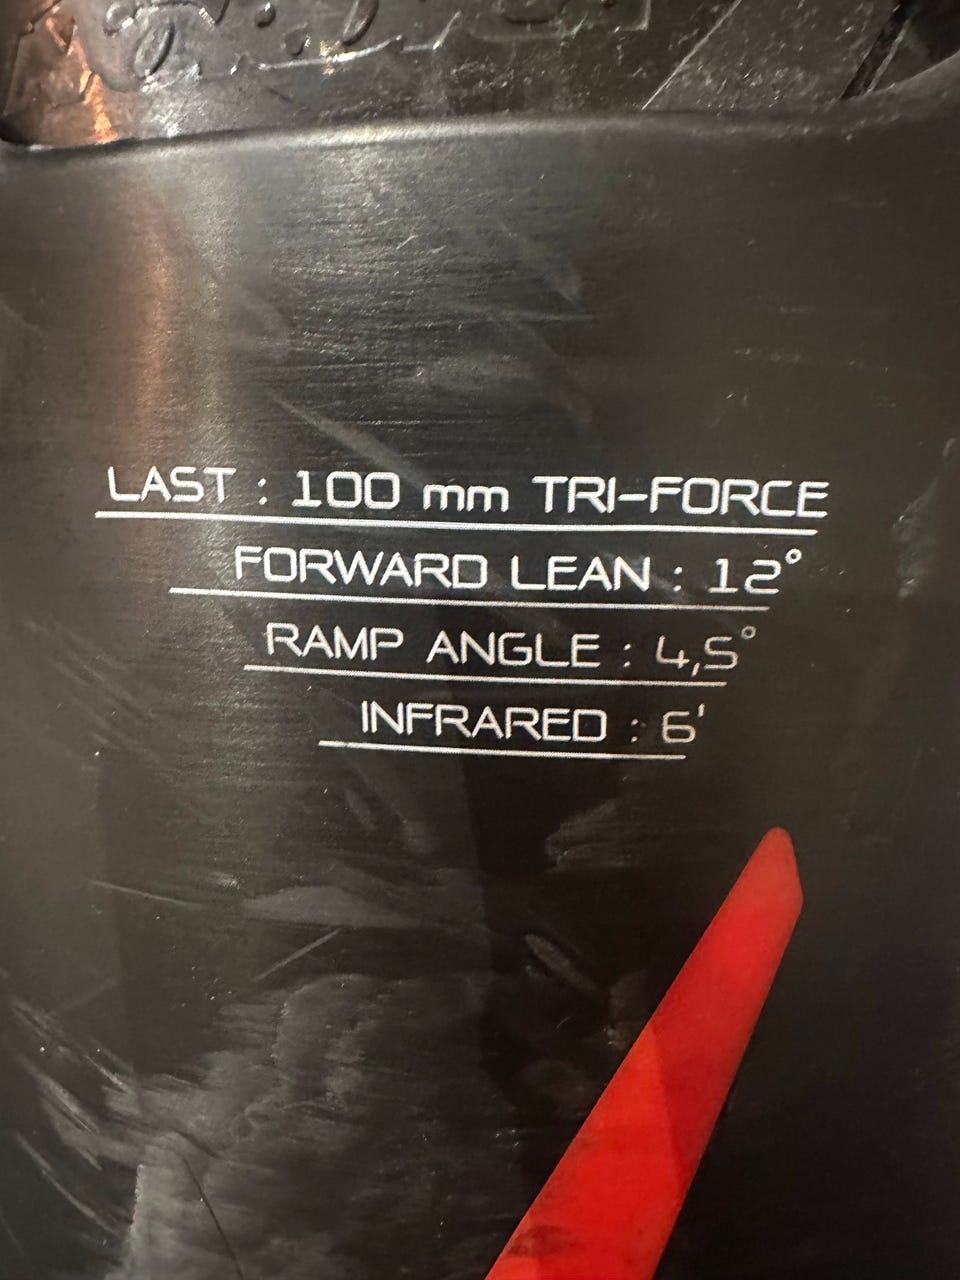 LAST : 100 mm TRI-FORCE
FORWARD LEAN : 12°
RAMP ANGLE : 4,5°
INFRARED : 6'